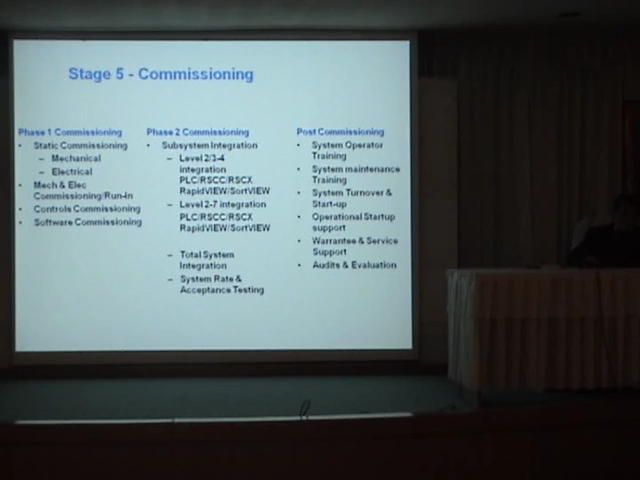 Stage 5 - Commissioning
Phase 1 Commissioning
• Static Commissioning
– Mechanical
– Electrical
• Mech & Elec
Commissioning/Run-In
• Controls Commissioning
• Software Commissioning
Phase 2 Commissioning
• Subsystem Integration
– Level 2/3-4
integration
PLC/RSCC/RSCX
RapidVIEW/SortVIEW
– Level 2-7 integration
PLC/RSCC/RSCX
RapidVIEW/SortVIEW
– Total System
Integration
– System Rate &
Acceptance Testing
Post Commissioning
• System Operator
Training
• System maintenance
Training
• System Turnover &
Start-up
• Operational Startup
support
• Warrantee & Service
Support
• Audits & Evaluation